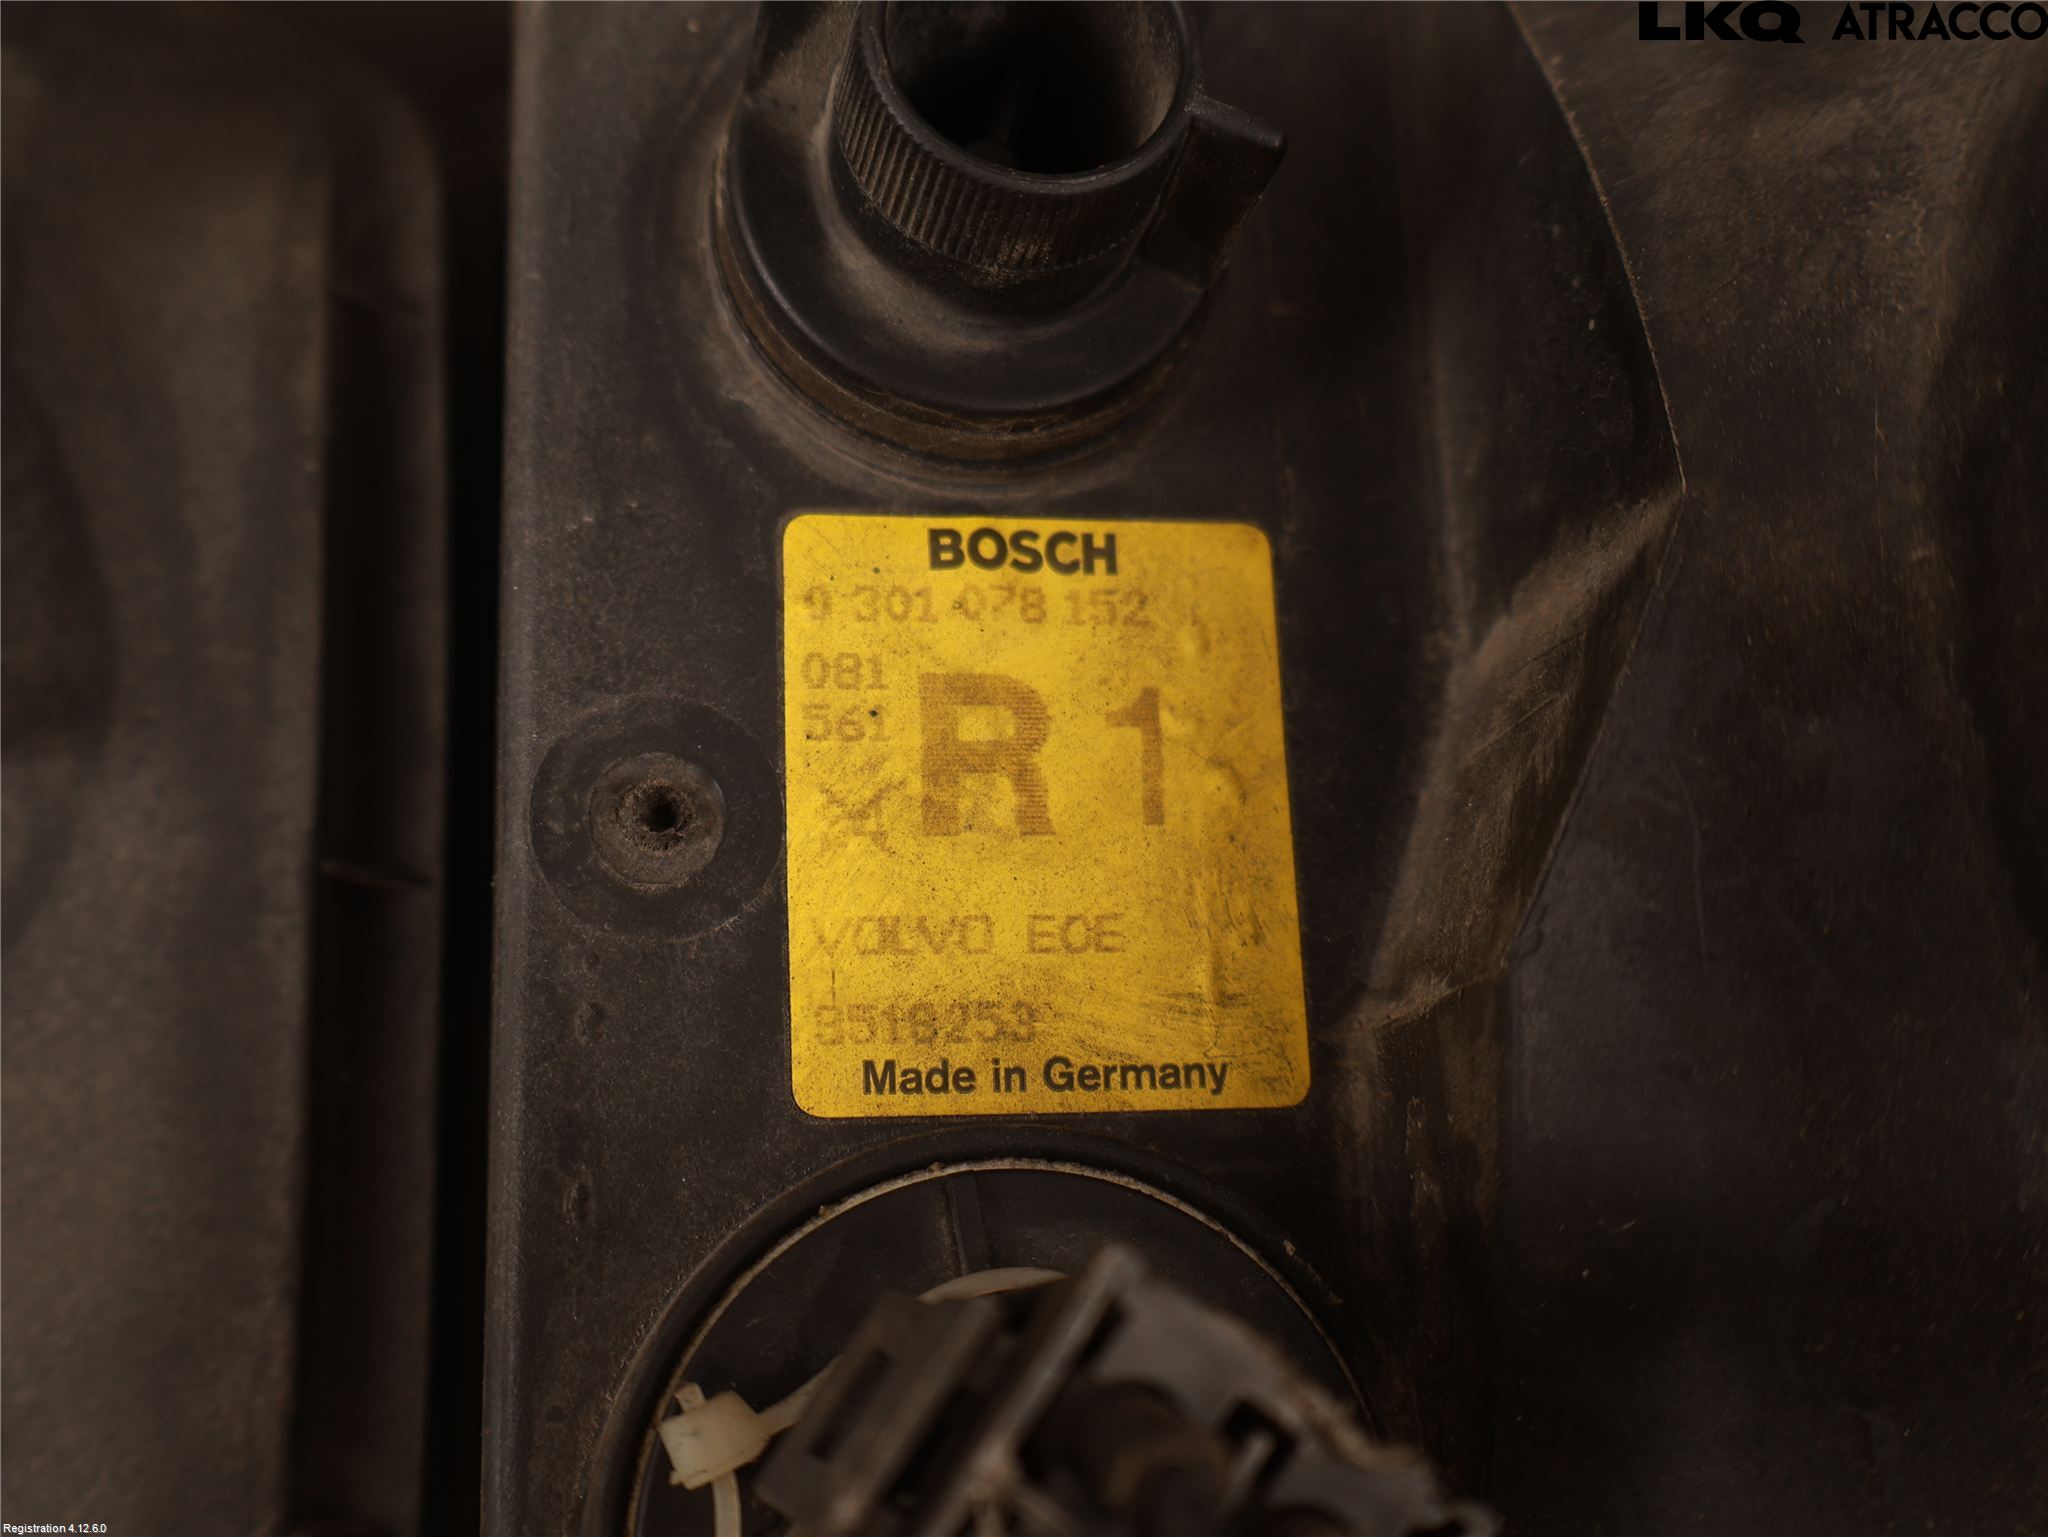 LKQ ATRACCO
BOSCH
0 301 078 152
081
561
R 1
VOLVO ECE
3518253
Made in Germany
Registration 4.12.6.0